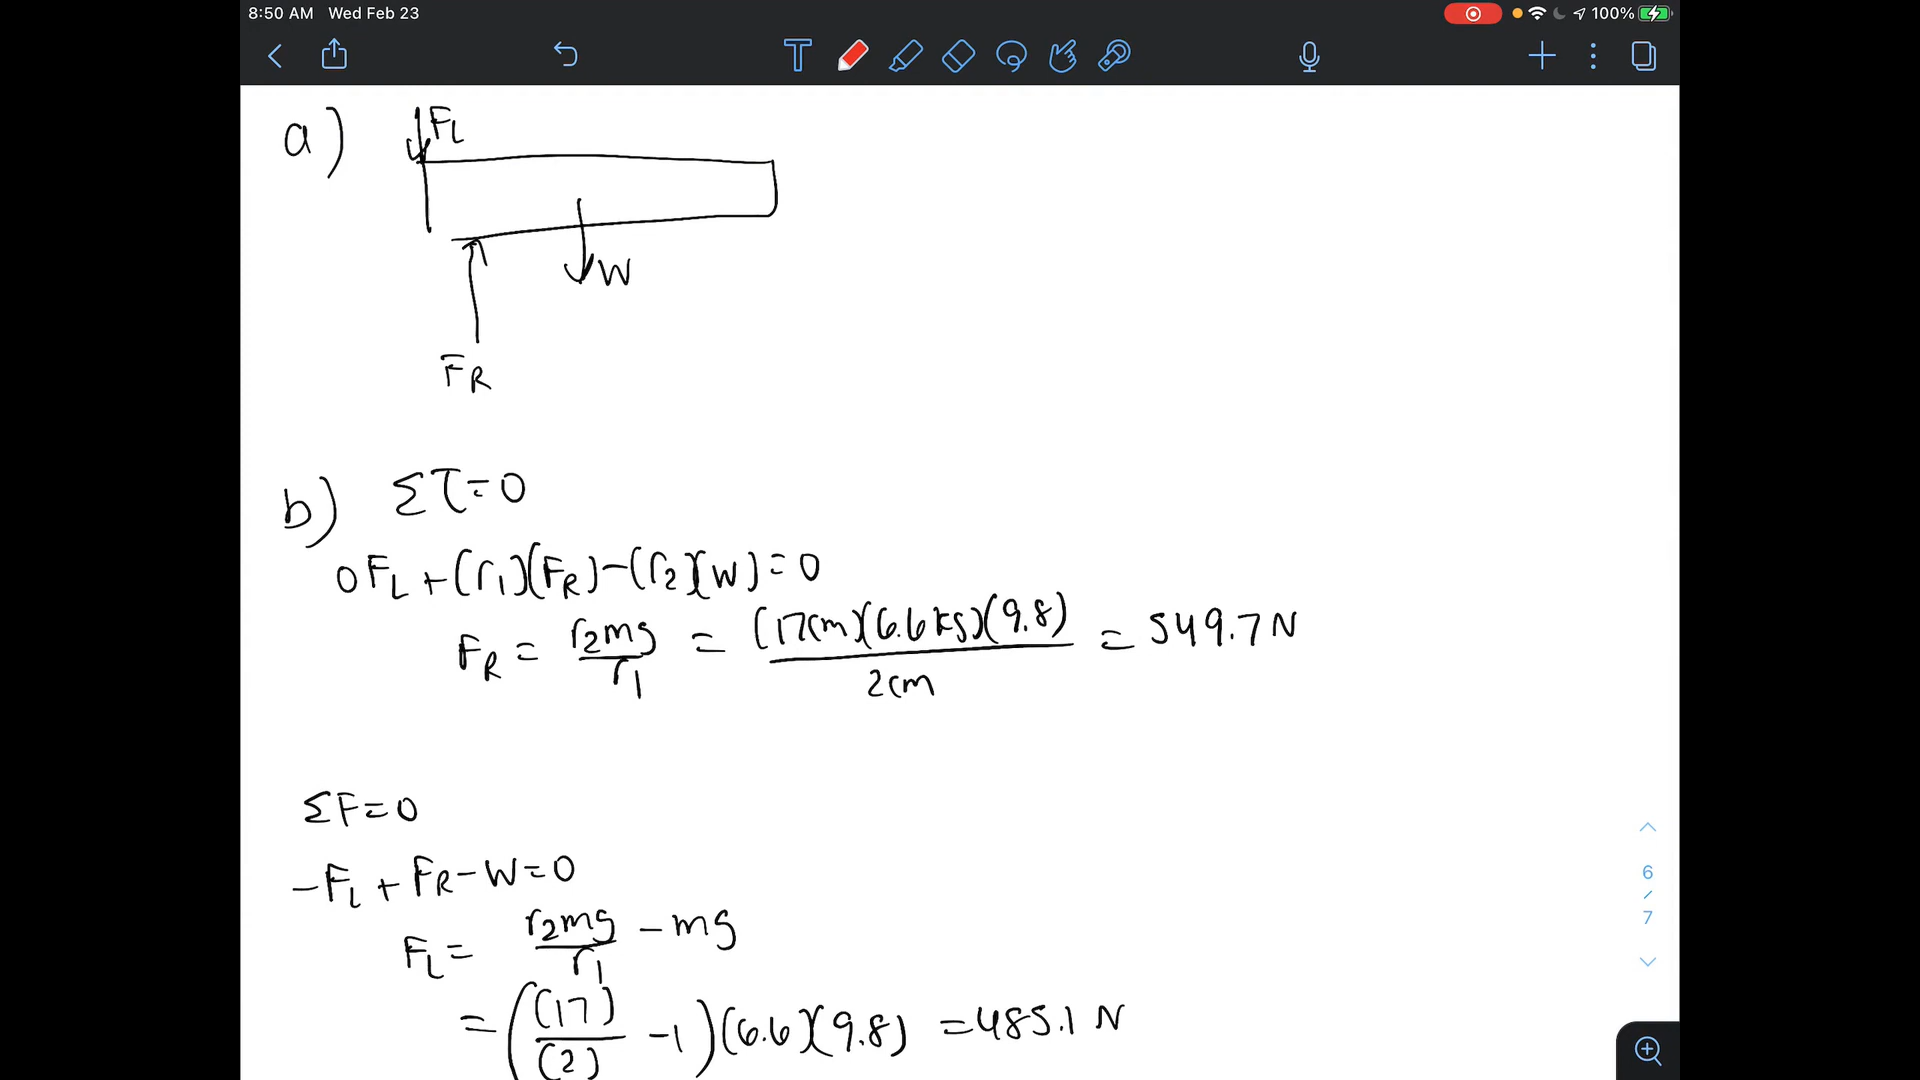 8:50 AM Wed Feb 23
100%
T
a)
F_L
W
F_R
b) Στ=0
0F_L+(r_1)(F_R)-(r_2)(W)=0
F_R = r_2mg/r_1 = (17cm)(6.6kg)(9.8)/2cm = 549.7 N
ΣF=0
-F_L+F_R-W=0
F_L = r_2mg/r_1 - mg
= ((17)/(2) -1)(6.6)(9.8) =485.1 N
6
/
7